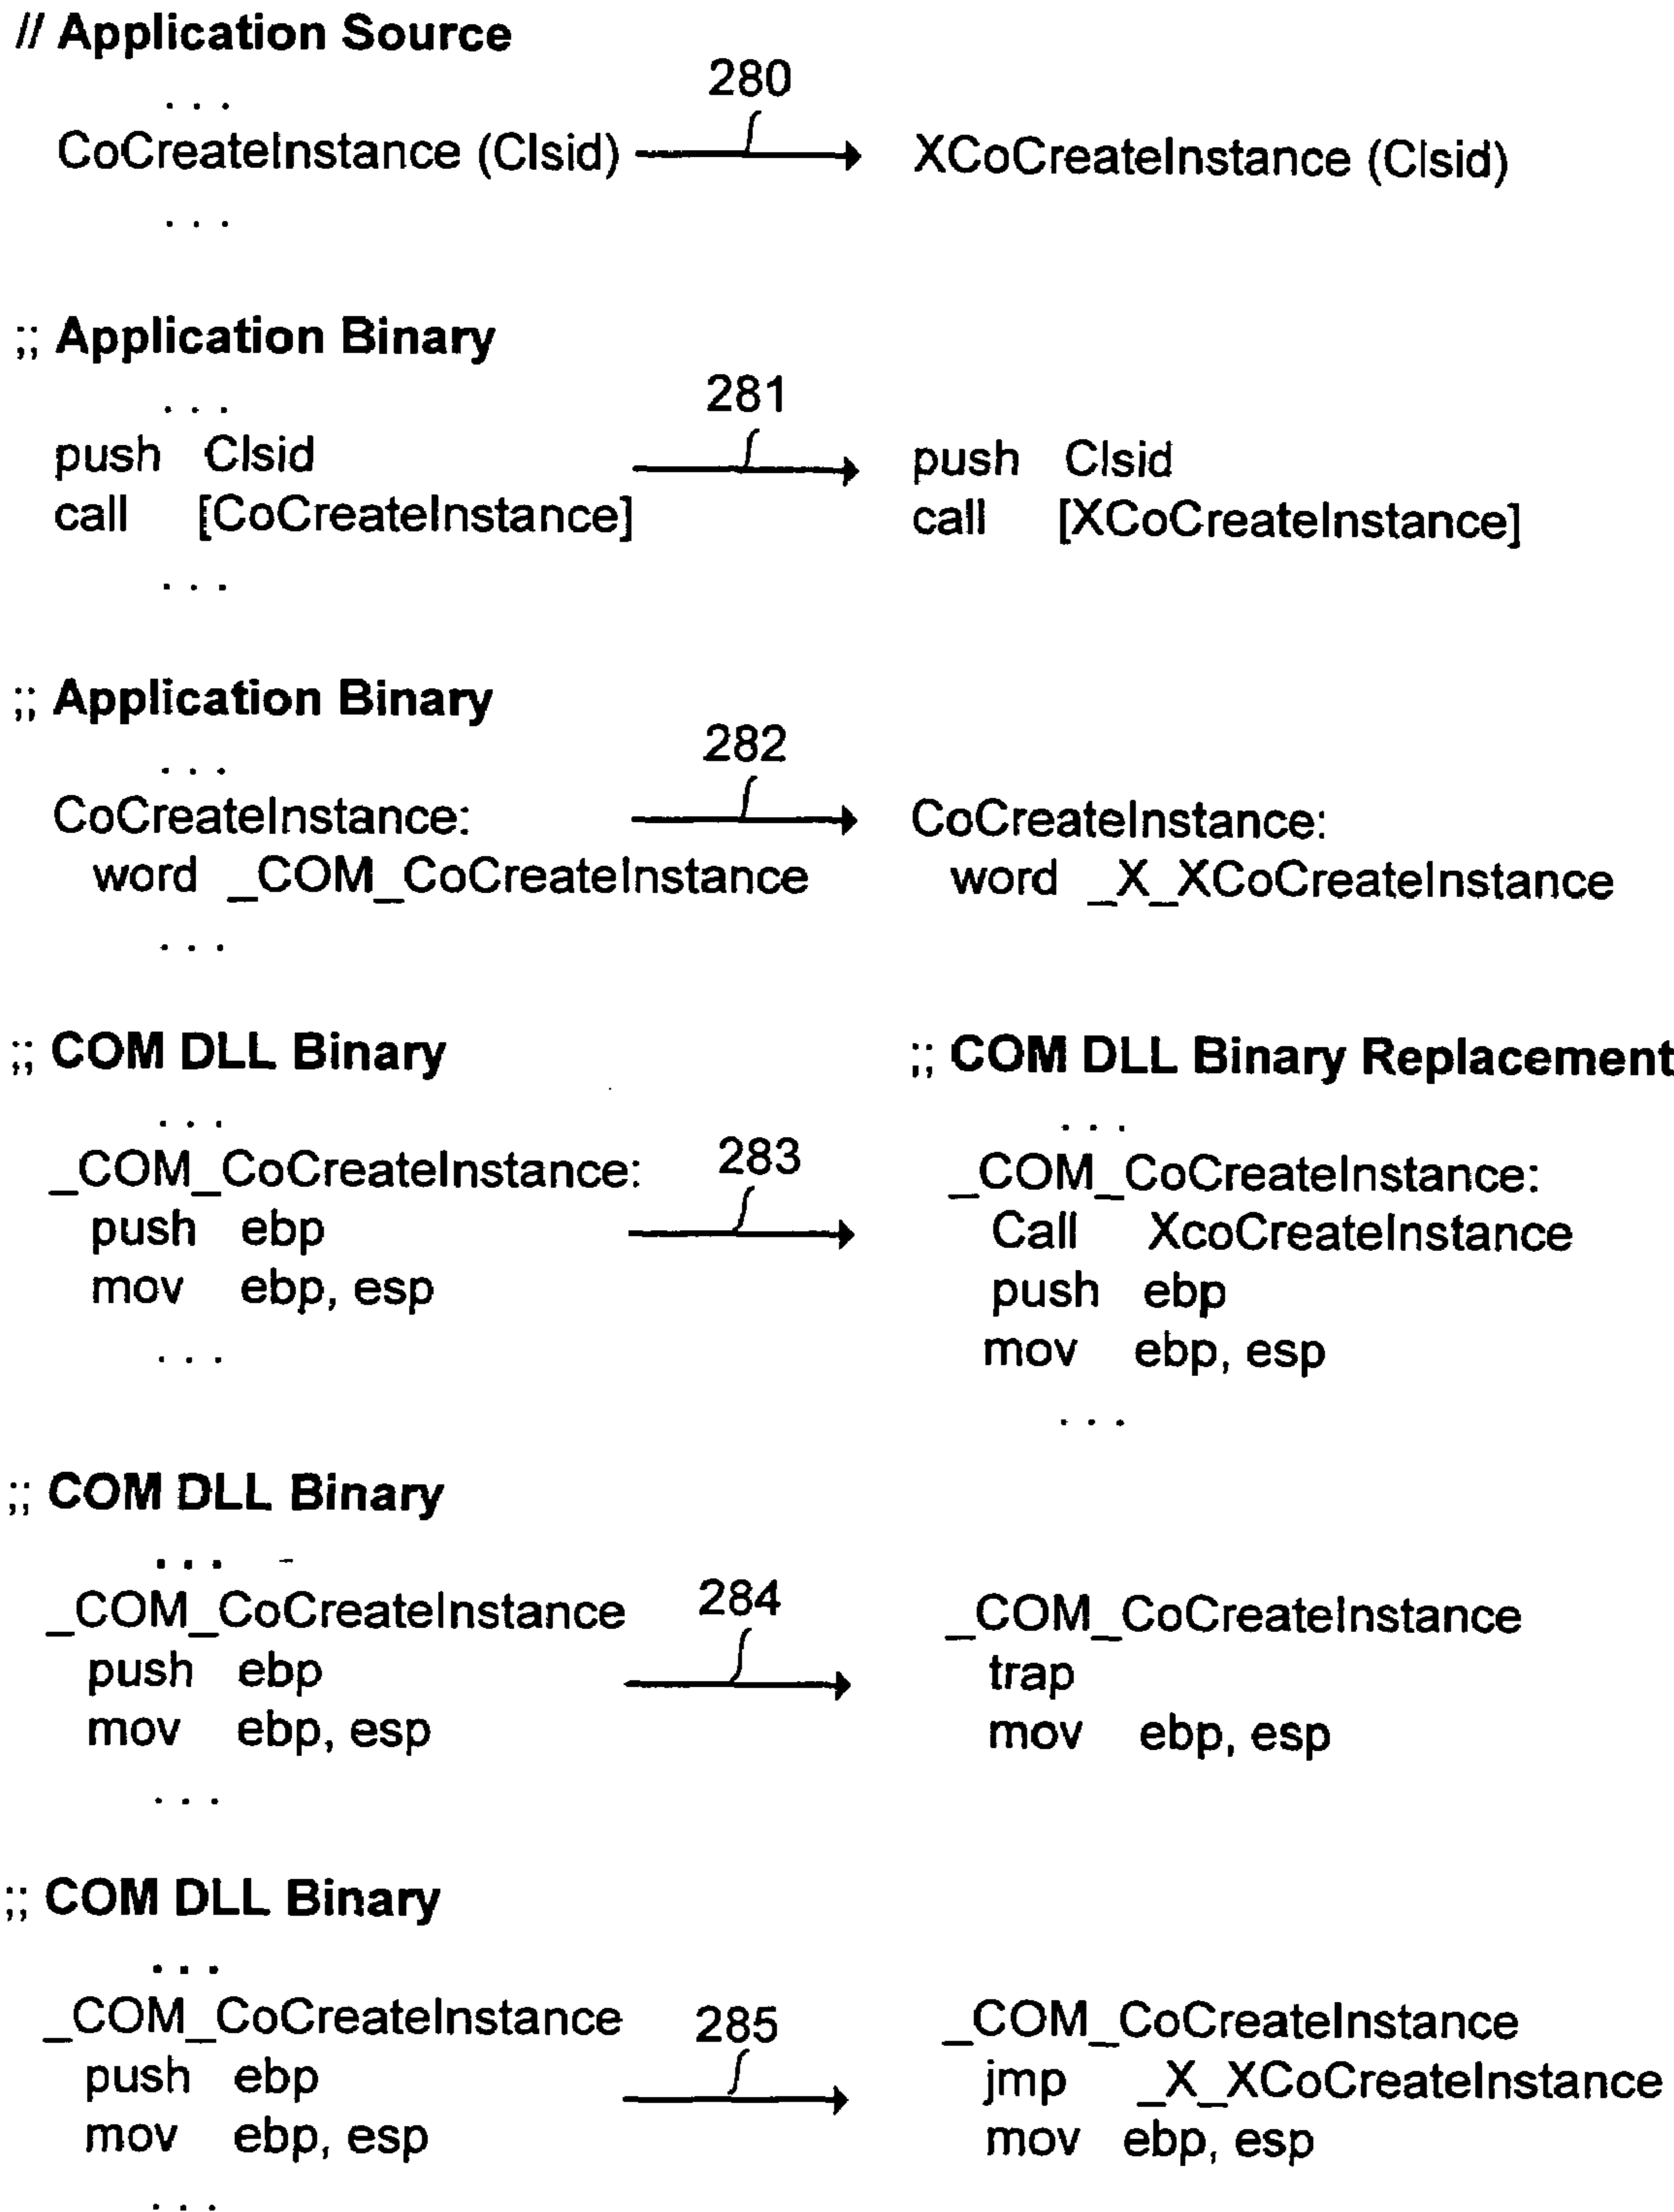 // Application Source
280
. . .
CoCreateInstance (Clsid)    XCoCreateInstance (Clsid)
. . .
;; Application Binary
281
. . .
push Clsid    push Clsid
call [CoCreateInstance]    call [XCoCreateInstance]
. . .
;; Application Binary
282
. . .
CoCreateInstance:    CoCreateInstance:
word _COM_CoCreateInstance    word _X_XCoCreateInstance
. . .
;; COM DLL Binary    ;; COM DLL Binary Replacement
. . .    . . .
283
_COM_CoCreateInstance:    _COM_CoCreateInstance:
push ebp    Call XcoCreateInstance
mov ebp, esp    push ebp
mov ebp, esp
. . .    . . .
;; COM DLL Binary
. . .
284
_COM_CoCreateInstance    _COM_CoCreateInstance
push ebp    trap
mov ebp, esp    mov ebp, esp
. . .
;; COM DLL Binary
. . .
285
_COM_CoCreateInstance    _COM_CoCreateInstance
push ebp    jmp _X_XCoCreateInstance
mov ebp, esp    mov ebp, esp
. . .